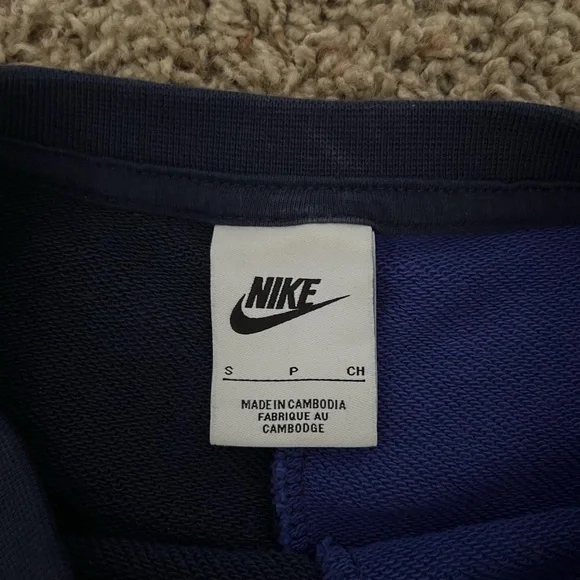 NIKE
S P CH
MADE IN CAMBODIA
FABRIQUE AU
CAMBODGE